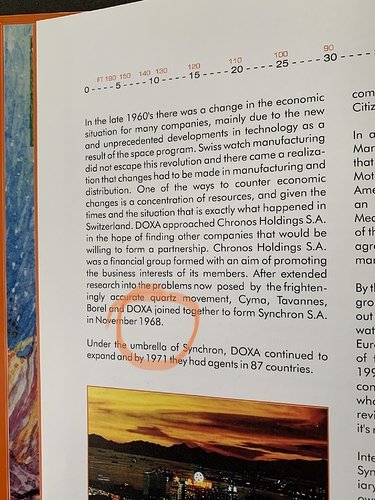 FT 190 150 140 130 110 100 90
0 - - - - 5 - - - - 10 - - - - 15 - - - - 20 - - - - 25 - - - - 30 - - - -
In the late 1960's there was a change in the economic
situation for many companies, mainly due to the new
and unprecedented developments in technology as a
result of the space program. Swiss watch manufacturing
did not escape this revolution and there came a realiza-
tion that changes had to be made in manufacturing and
distribution. One of the ways to counter economic
changes is a concentration of resources, and given the
times and the situation that is exactly what happened in
Switzerland. DOXA approached Chronos Holdings S.A.
in the hope of finding other companies that would be
willing to form a partnership. Chronos Holdings S.A.
was a financial group formed with an aim of promoting
the business interests of its members. After extended
research into the problems now posed by the frighten-
ingly accurate quartz movement, Cyma, Tavannes,
Borel and DOXA joined together to form Synchron S.A.
in November 1968.
Under the umbrella of Synchron, DOXA continued to
expand and by 1971 they had agents in 87 countries.
com
Citiz
In a
Mar
that
Mot
Ame
an
Med
of th
agre
man
By th
grou
out
wat
Euro
of t
199
con
who
revi
it's r
Inte
Syn
iary